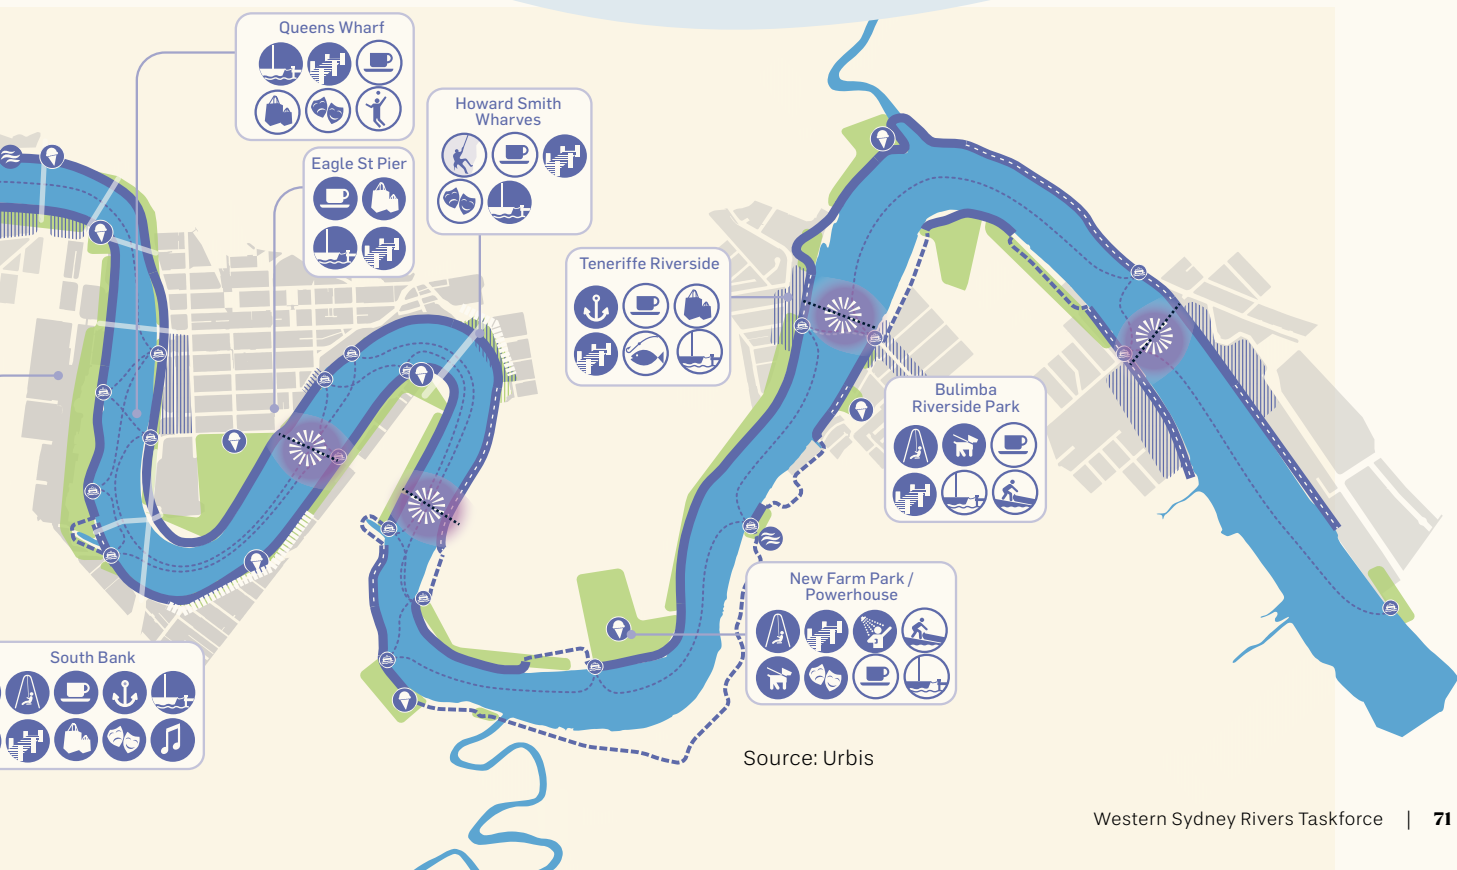 Queens Wharf
Howard Smith
Wharves
Eagle St Pier
Teneriffe Riverside
Bulimba
Riverside Park
New Farm Park /
Powerhouse
South Bank
Source: Urbis
Western Sydney Rivers Taskforce | 71